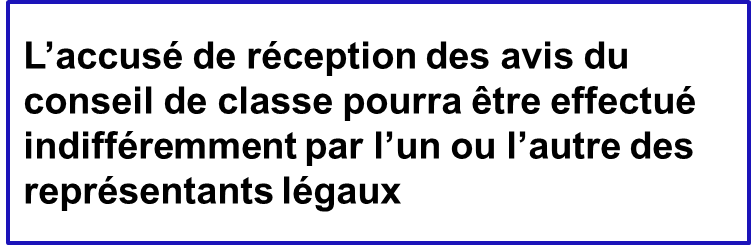 L’accusé de réception des avis du
conseil de classe pourra être effectué
indifféremment par l’un ou l’autre des
représentants légaux